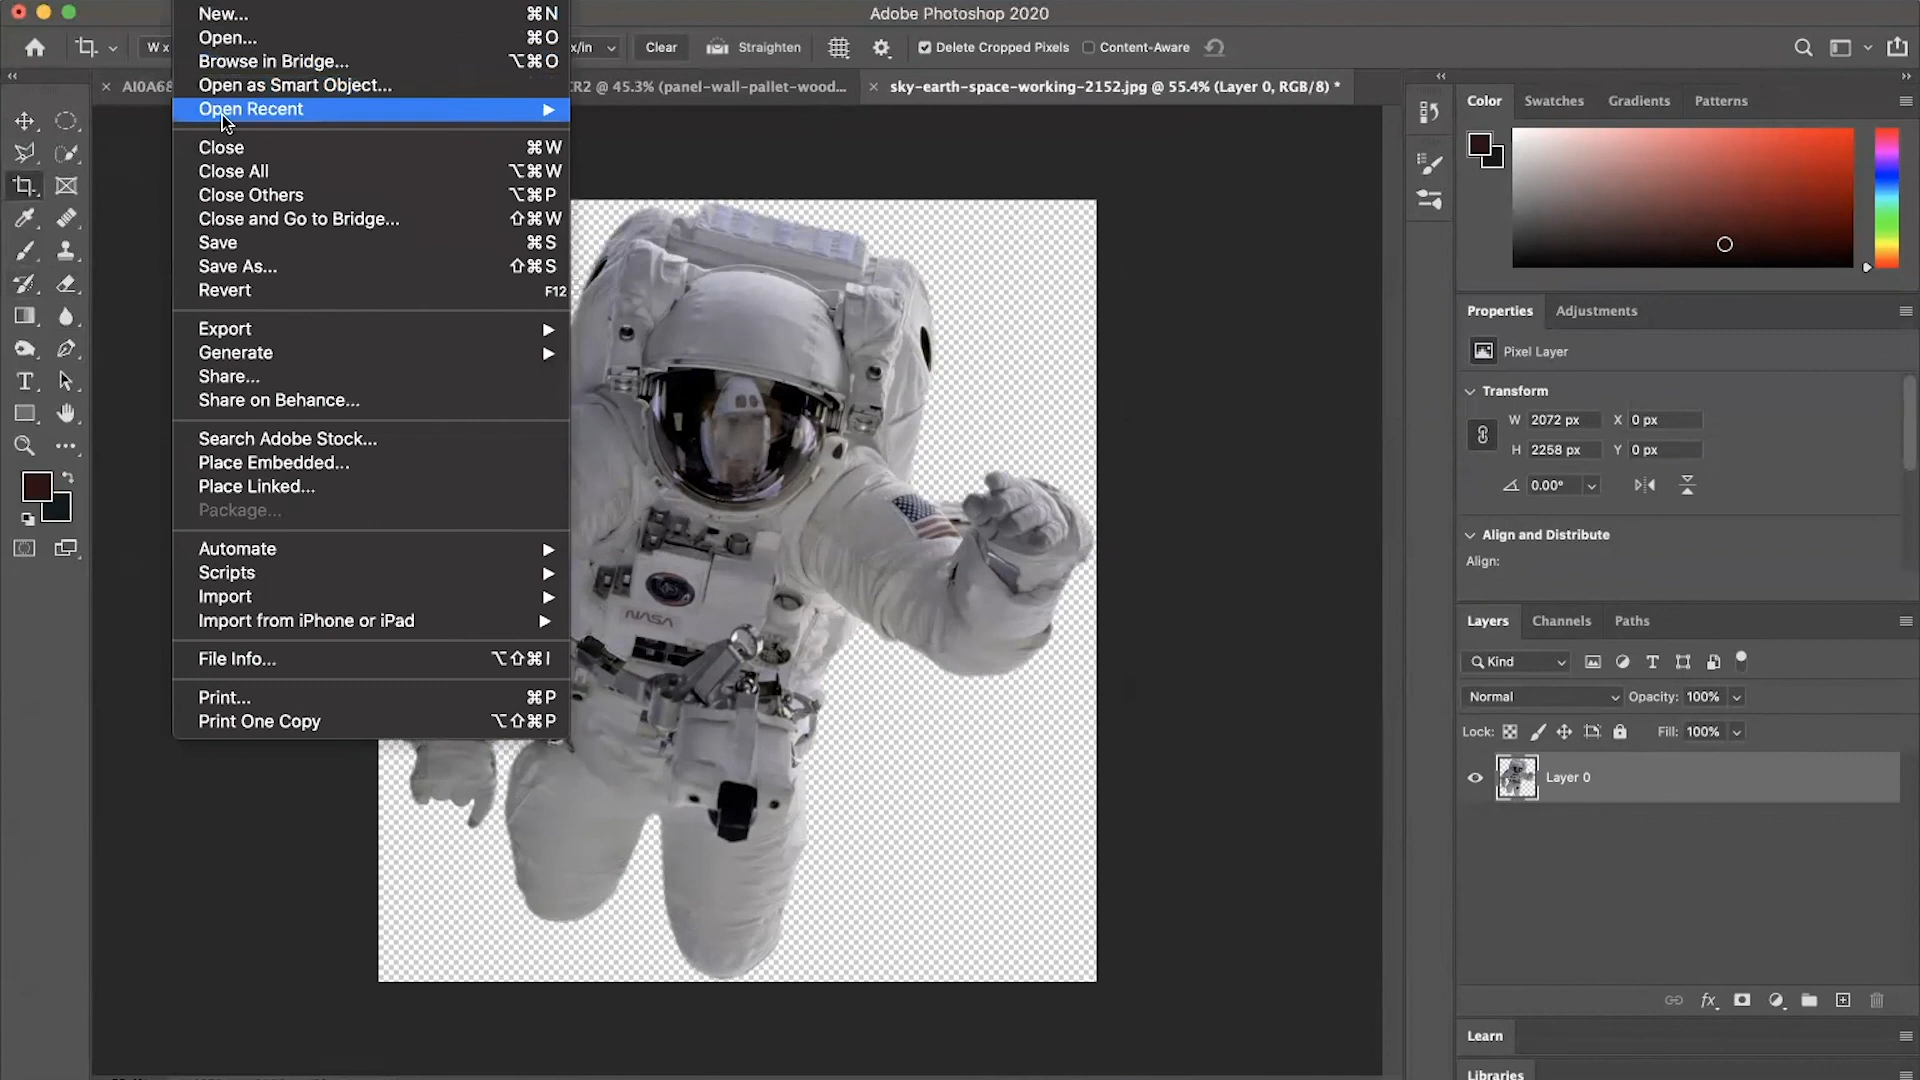 Adobe Photoshop 2020
W x
x/in
Clear
Straighten
Delete Cropped Pixels
Content-Aware
AI0A68
CR2 @ 45.3% (panel-wall-pallet-wood...
sky-earth-space-working-2152.jpg @ 55.4% (Layer 0, RGB/8) *
New... ⌘N
Open... ⌘O
Browse in Bridge... ⌥⌘O
Open as Smart Object...
Open Recent
Close ⌘W
Close All ⌥⌘W
Close Others ⌥⌘P
Close and Go to Bridge... ⇧⌘W
Save ⌘S
Save As... ⇧⌘S
Revert F12
Export
Generate
Share...
Share on Behance...
Search Adobe Stock...
Place Embedded...
Place Linked...
Package...
Automate
Scripts
Import
Import from iPhone or iPad
File Info... ⌥⇧⌘I
Print... ⌘P
Print One Copy ⌥⇧⌘P
NASA
Color Swatches Gradients Patterns
Properties Adjustments
Pixel Layer
Transform
W 2072 px X 0 px
H 2258 px Y 0 px
0.00°
Align and Distribute
Align:
Layers Channels Paths
Kind
Normal Opacity: 100%
Lock: Fill: 100%
Layer 0
fx
Learn
Libraries